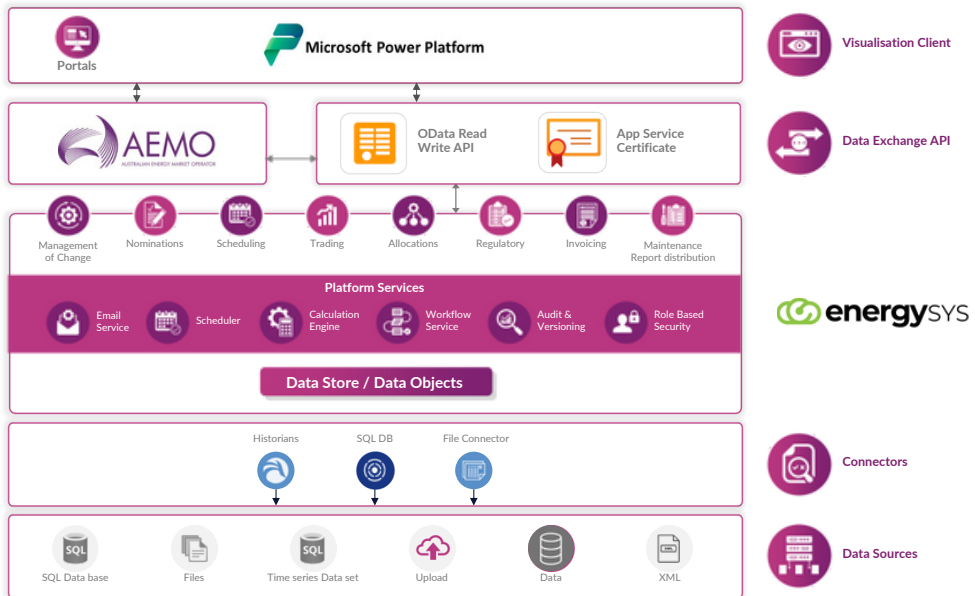 Portals
Microsoft Power Platform
Visualisation Client
AEMO
AUSTRALIAN ENERGY MARKET OPERATOR
OData Read
Write API
App Service
Certificate
Data Exchange API
Management
of Change
Nominations
Scheduling
Trading
Allocations
Regulatory
Invoicing
Maintenance
Report distribution
Platform Services
Email
Service
Scheduler
Calculation
Engine
Workflow
Service
Audit &
Versioning
Role Based
Security
energysys
Data Store / Data Objects
Historians
SQL DB
File Connector
Connectors
SQL
SQL Data base
Files
SQL
Time series Data set
Upload
Data
XML
Data Sources